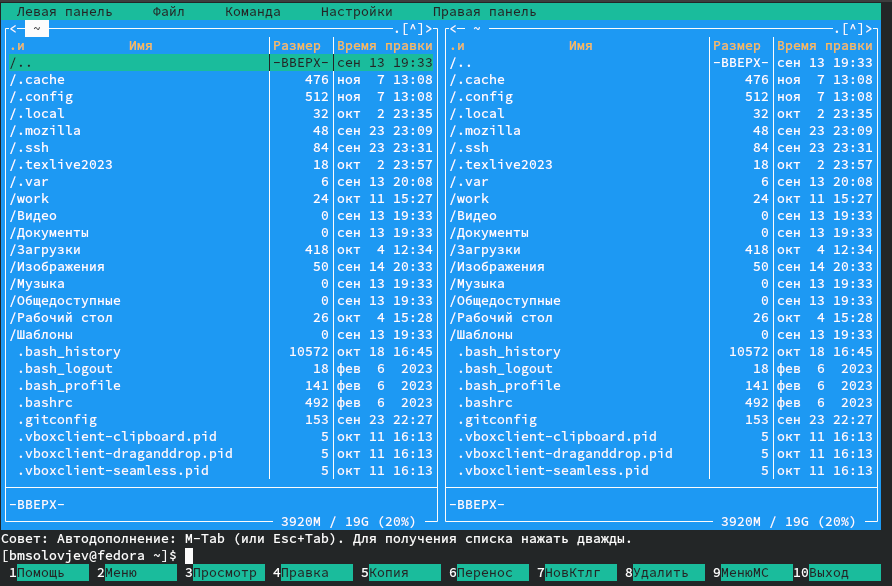 Левая панель Файл Команда Настройки Правая панель
<─ ~ .[^]> <─ ~ .[^]>
.и Имя Размер Время правки .и Имя Размер Время правки
/.. -ВВЕРХ- сен 13 19:33 /.. -ВВЕРХ- сен 13 19:33
/.cache 476 ноя 7 13:08 /.cache 476 ноя 7 13:08
/.config 512 ноя 7 13:08 /.config 512 ноя 7 13:08
/.local 32 окт 2 23:35 /.local 32 окт 2 23:35
/.mozilla 48 сен 23 23:09 /.mozilla 48 сен 23 23:09
/.ssh 84 сен 23 23:31 /.ssh 84 сен 23 23:31
/.texlive2023 18 окт 2 23:57 /.texlive2023 18 окт 2 23:57
/.var 6 сен 13 20:08 /.var 6 сен 13 20:08
/work 24 окт 11 15:27 /work 24 окт 11 15:27
/Видео 0 сен 13 19:33 /Видео 0 сен 13 19:33
/Документы 0 сен 13 19:33 /Документы 0 сен 13 19:33
/Загрузки 418 окт 4 12:34 /Загрузки 418 окт 4 12:34
/Изображения 50 сен 14 20:33 /Изображения 50 сен 14 20:33
/Музыка 0 сен 13 19:33 /Музыка 0 сен 13 19:33
/Общедоступные 0 сен 13 19:33 /Общедоступные 0 сен 13 19:33
/Рабочий стол 26 окт 4 15:28 /Рабочий стол 26 окт 4 15:28
/Шаблоны 0 сен 13 19:33 /Шаблоны 0 сен 13 19:33
.bash_history 10572 окт 18 16:45 .bash_history 10572 окт 18 16:45
.bash_logout 18 фев 6 2023 .bash_logout 18 фев 6 2023
.bash_profile 141 фев 6 2023 .bash_profile 141 фев 6 2023
.bashrc 492 фев 6 2023 .bashrc 492 фев 6 2023
.gitconfig 153 сен 23 22:27 .gitconfig 153 сен 23 22:27
.vboxclient-clipboard.pid 5 окт 11 16:13 .vboxclient-clipboard.pid 5 окт 11 16:13
.vboxclient-draganddrop.pid 5 окт 11 16:13 .vboxclient-draganddrop.pid 5 окт 11 16:13
.vboxclient-seamless.pid 5 окт 11 16:13 .vboxclient-seamless.pid 5 окт 11 16:13
-ВВЕРХ- -ВВЕРХ-
3920M / 19G (20%) 3920M / 19G (20%)
Совет: Автодополнение: M-Tab (или Esc+Tab). Для получения списка нажать дважды.
[bmsolovjev@fedora ~]$
1Помощь 2Меню 3Просмотр 4Правка 5Копия 6Перенос 7НовКтлг 8Удалить 9МенюMC 10Выход